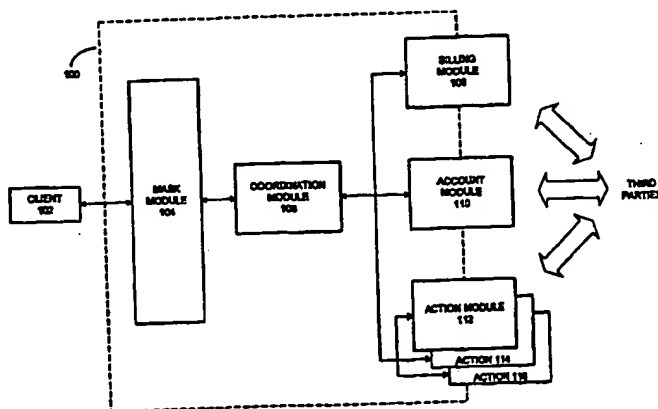 100
BILLING
MODULE
108
CLIENT
102
MASK
MODULE
104
COORDINATION
MODULE
106
ACCOUNT
MODULE
110
THIRD
PARTIES
ACTION MODULE
112
ACTION 114
ACTION 116